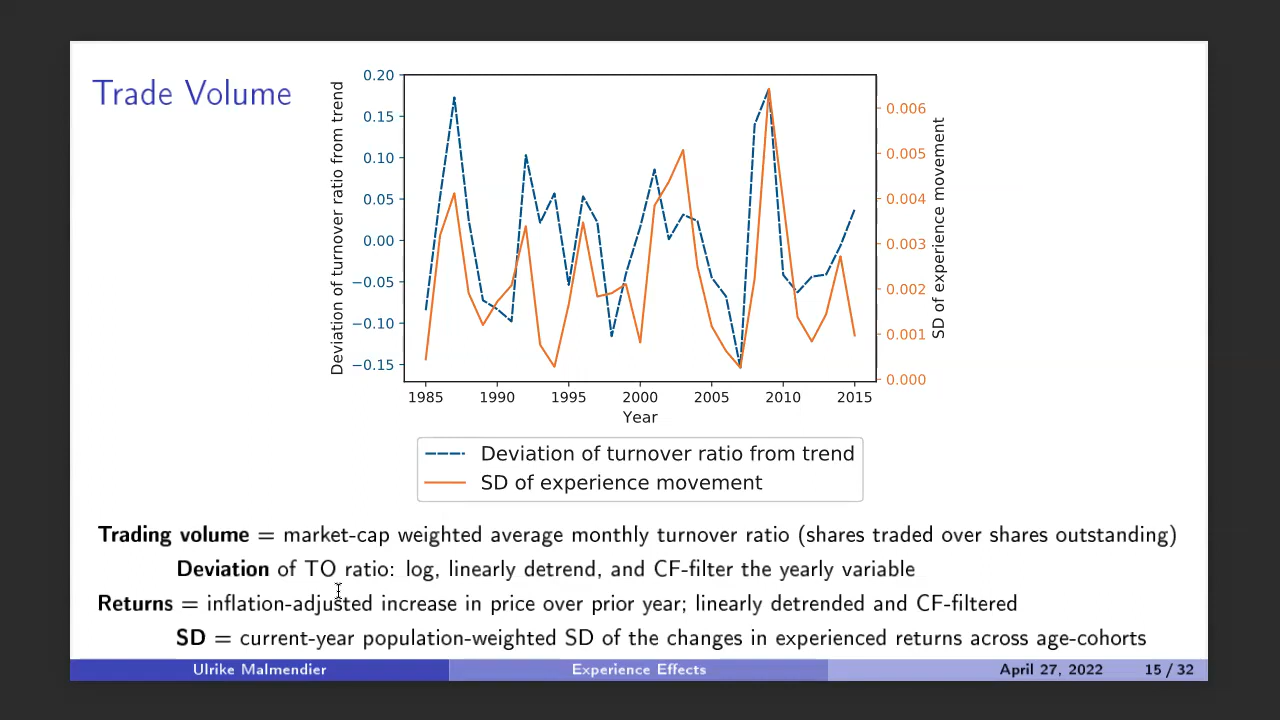 Trade Volume
0.20
0.15
0.10
0.05
0.00
−0.05
−0.10
−0.15
Deviation of turnover ratio from trend
0.006
0.005
0.004
0.003
0.002
0.001
0.000
SD of experience movement
1985 1990 1995 2000 2005 2010 2015
Year
Deviation of turnover ratio from trend
SD of experience movement
Trading volume = market-cap weighted average monthly turnover ratio (shares traded over shares outstanding)
Deviation of TO ratio: log, linearly detrend, and CF-filter the yearly variable
Returns = inflation-adjusted increase in price over prior year; linearly detrended and CF-filtered
SD = current-year population-weighted SD of the changes in experienced returns across age-cohorts
Ulrike Malmendier Experience Effects April 27, 2022 15 / 32